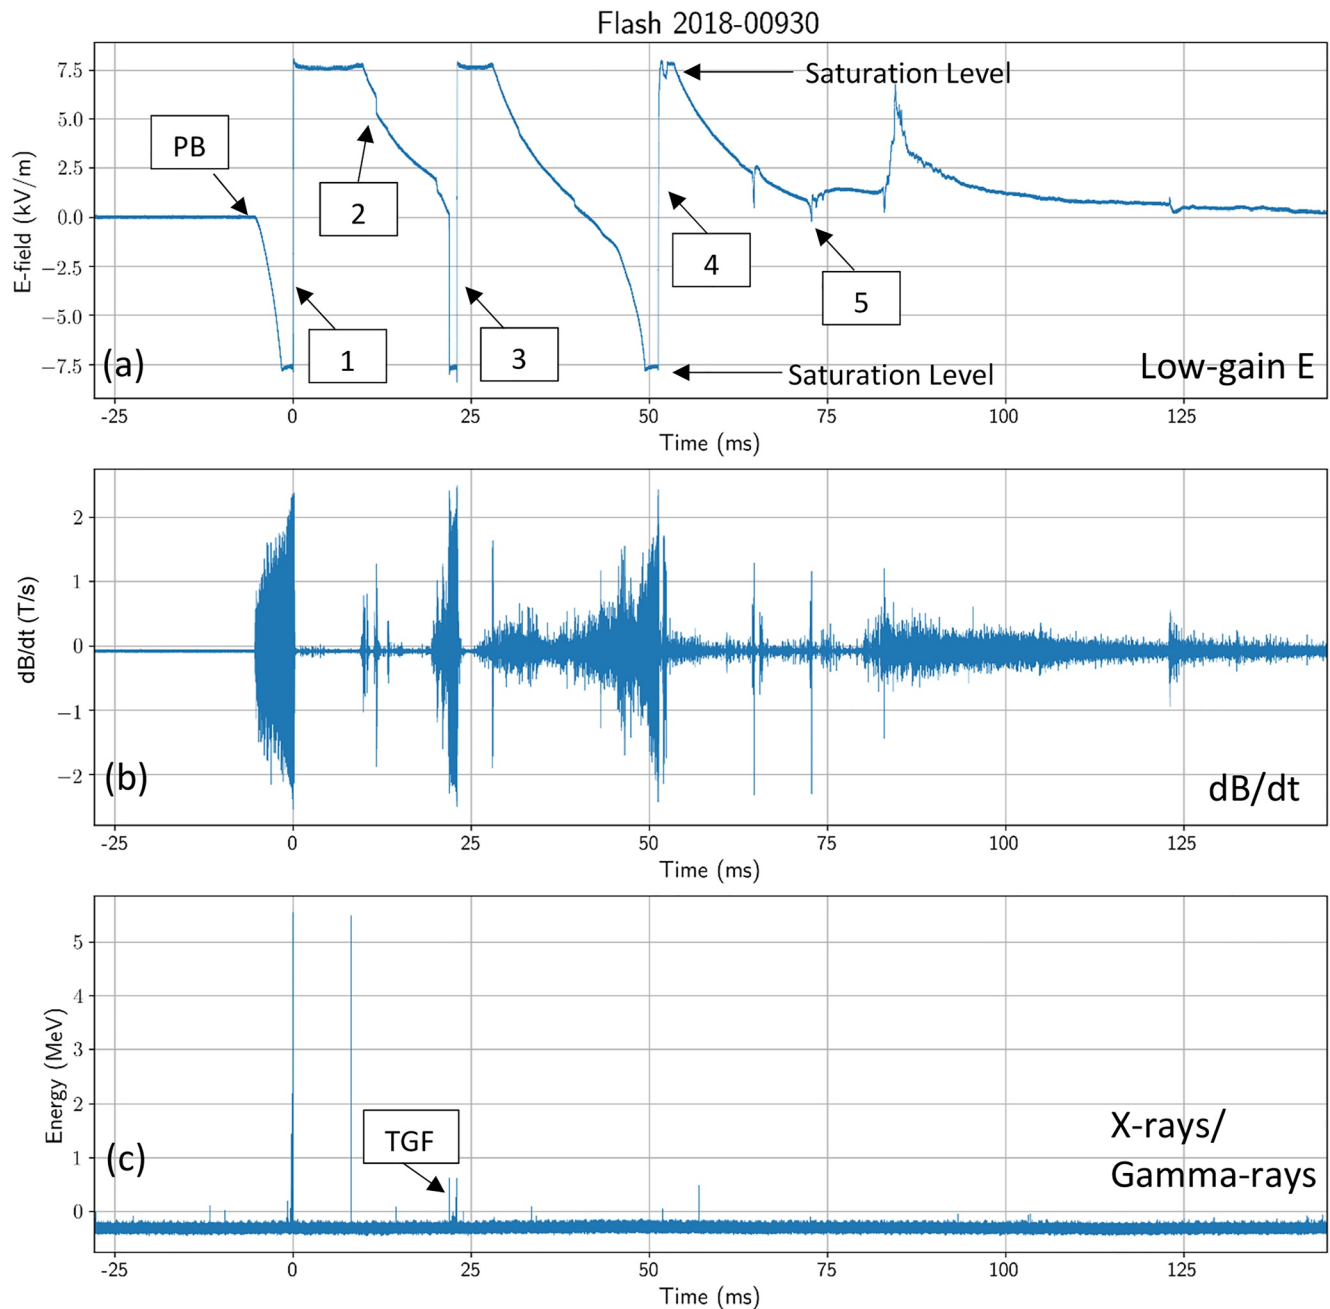 Flash 2018-00930
7.5
5.0
2.5
0.0
−2.5
−5.0
−7.5
E-field (kV/m)
PB
1
2
3
4
5
Saturation Level
Saturation Level
(a)
Low-gain E
-25 0 25 50 75 100 125
Time (ms)
2
1
0
−1
−2
dB/dt (T/s)
(b)
dB/dt
-25 0 25 50 75 100 125
Time (ms)
5
4
3
2
1
0
Energy (MeV)
TGF
(c)
X-rays/
Gamma-rays
-25 0 25 50 75 100 125
Time (ms)